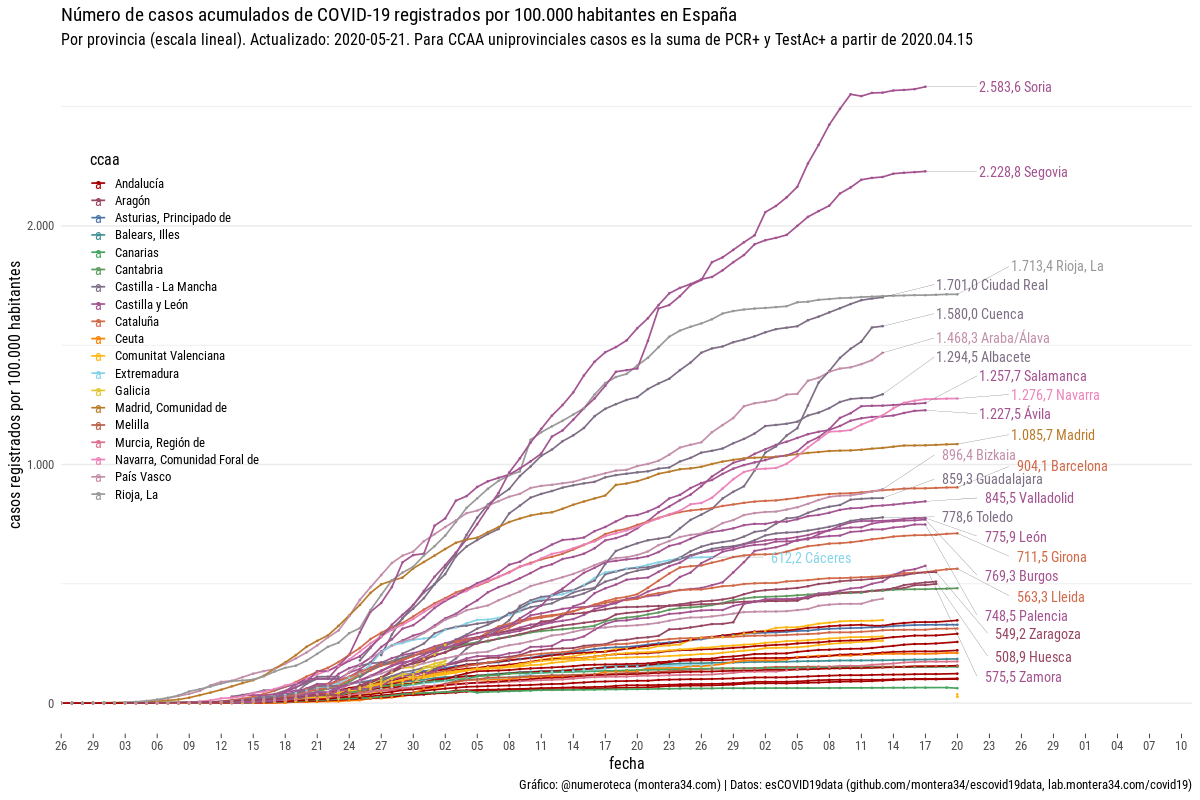 Número de casos acumulados de COVID-19 registrados por 100.000 habitantes en España
Por provincia (escala lineal). Actualizado: 2020-05-21. Para CCAA uniprovinciales casos es la suma de PCR+ y TestAc+ a partir de 2020.04.15
casos registrados por 100.000 habitantes
2.000
1.000
0
ccaa
Andalucía
Aragón
Asturias, Principado de
Balears, Illes
Canarias
Cantabria
Castilla - La Mancha
Castilla y León
Cataluña
Ceuta
Comunitat Valenciana
Extremadura
Galicia
Madrid, Comunidad de
Melilla
Murcia, Región de
Navarra, Comunidad Foral de
País Vasco
Rioja, La
2.583,6 Soria
2.228,8 Segovia
1.713,4 Rioja, La
1.701,0 Ciudad Real
1.580,0 Cuenca
1.468,3 Araba/Álava
1.294,5 Albacete
1.257,7 Salamanca
1.276,7 Navarra
1.227,5 Ávila
1.085,7 Madrid
896,4 Bizkaia
904,1 Barcelona
859,3 Guadalajara
845,5 Valladolid
778,6 Toledo
775,9 León
711,5 Girona
612,2 Cáceres
769,3 Burgos
563,3 Lleida
748,5 Palencia
549,2 Zaragoza
508,9 Huesca
575,5 Zamora
26 29 03 06 09 12 15 18 21 24 27 30 02 05 08 11 14 17 20 23 26 29 02 05 08 11 14 17 20 23 26 29 01 04 07 10
fecha
Gráfico: @numeroteca (montera34.com) | Datos: esCOVID19data (github.com/montera34/escovid19data, lab.montera34.com/covid19)